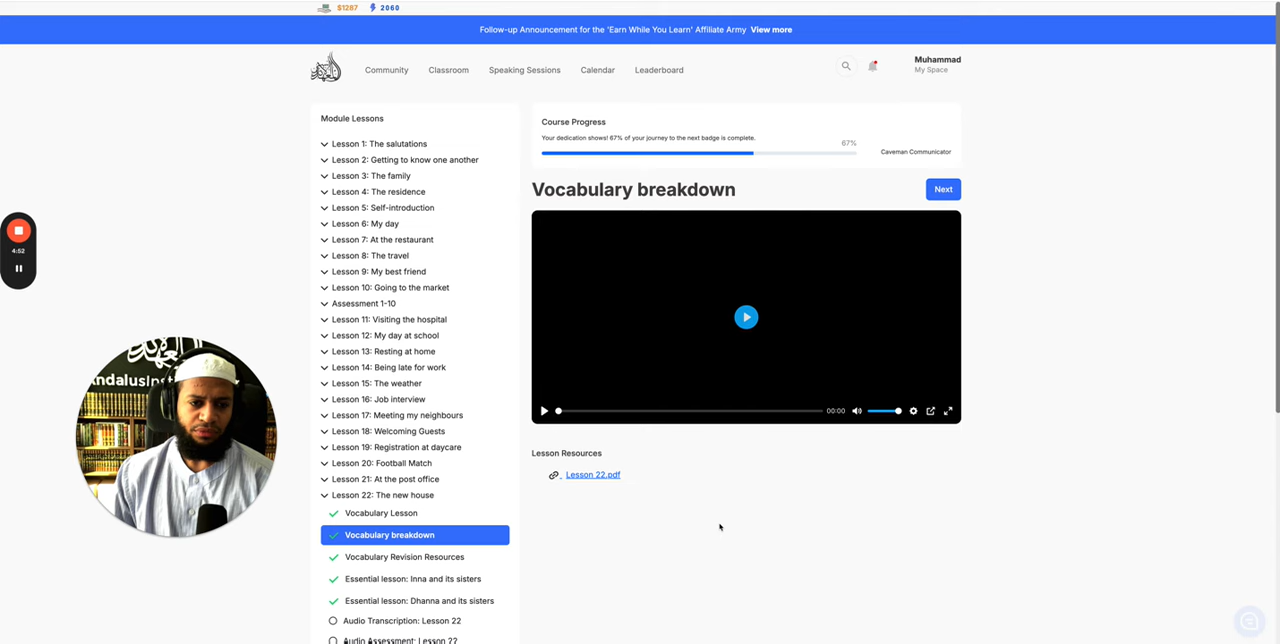 $1287 2060
Follow-up Announcement for the 'Earn While You Learn' Affiliate Army View more
Community Classroom Speaking Sessions Calendar Leaderboard
Muhammad
My Space
Module Lessons
Lesson 1: The salutations
Lesson 2: Getting to know one another
Lesson 3: The family
Lesson 4: The residence
Lesson 5: Self-introduction
Lesson 6: My day
Lesson 7: At the restaurant
Lesson 8: The travel
Lesson 9: My best friend
Lesson 10: Going to the market
Assessment 1-10
Lesson 11: Visiting the hospital
Lesson 12: My day at school
Lesson 13: Resting at home
Lesson 14: Being late for work
Lesson 15: The weather
Lesson 16: Job interview
Lesson 17: Meeting my neighbours
Lesson 18: Welcoming Guests
Lesson 19: Registration at daycare
Lesson 20: Football Match
Lesson 21: At the post office
Lesson 22: The new house
Vocabulary Lesson
Vocabulary breakdown
Vocabulary Revision Resources
Essential lesson: Inna and its sisters
Essential lesson: Dhanna and its sisters
Audio Transcription: Lesson 22
Audio Assessment: Lesson 22
Course Progress
Your dedication shows! 67% of your journey to the next badge is complete.
67%
Caveman Communicator
Vocabulary breakdown
Next
00:00
Lesson Resources
Lesson 22.pdf
4:52